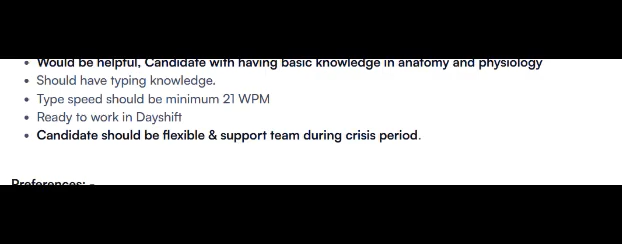 • Would be helpful, Candidate with having basic knowledge in anatomy and physiology
• Should have typing knowledge.
• Type speed should be minimum 21 WPM
• Ready to work in Dayshift
• Candidate should be flexible & support team during crisis period.
Preferences: -